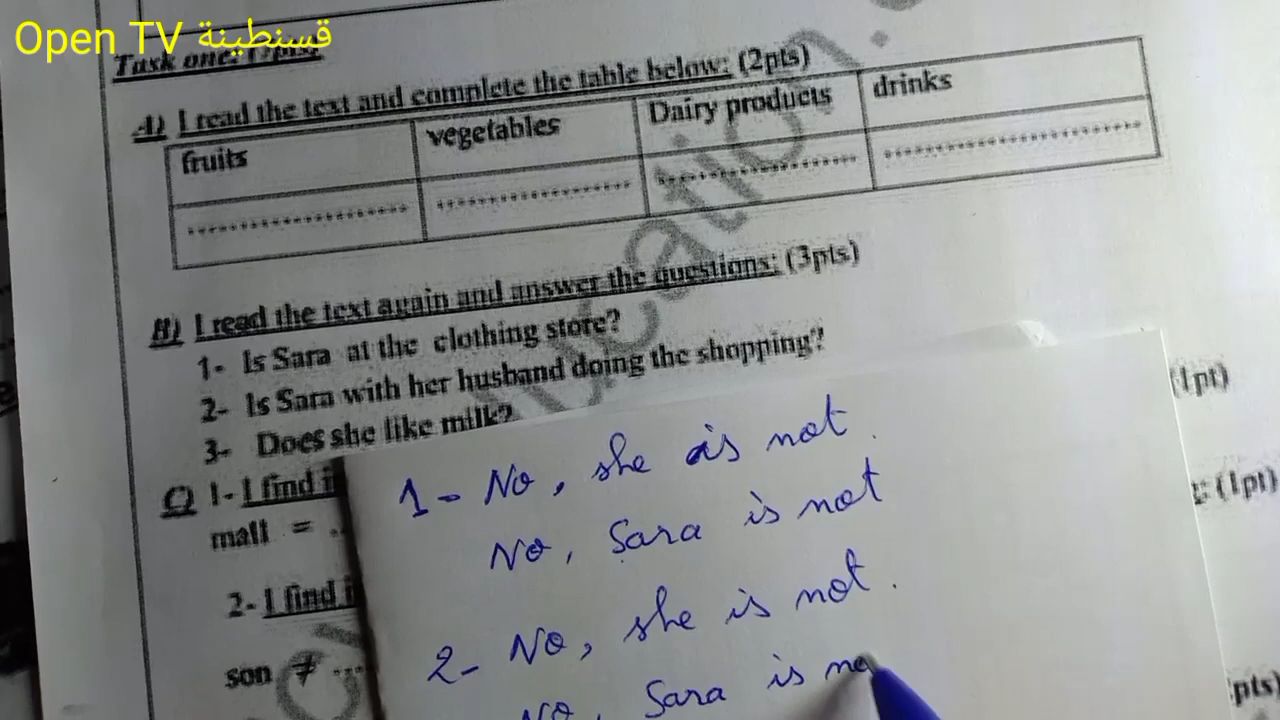 Open TV قسنطينة
Task one: (7pts)
A) I read the text and complete the table below: (2pts)
fruits vegetables Dairy products drinks
B) I read the text again and answer the questions: (3pts)
1- Is Sara at the clothing store?
2- Is Sara with her husband doing the shopping?
3- Does she like milk?
(1pt)
C) 1- I find i
mall = ..
(1pt)
2- I find i
son ≠ ....
pts)
1- No, she is not.
No, Sara is not
2- No, she is not.
No, Sara is no